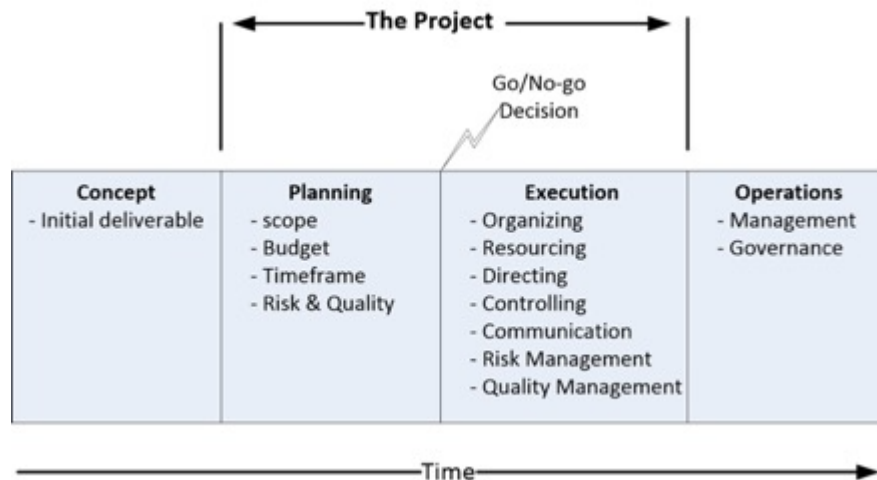 The Project
Go/No-go
Decision
Concept
- Initial deliverable
Planning
- scope
- Budget
- Timeframe
- Risk & Quality
Execution
- Organizing
- Resourcing
- Directing
- Controlling
- Communication
- Risk Management
- Quality Management
Operations
- Management
- Governance
Time